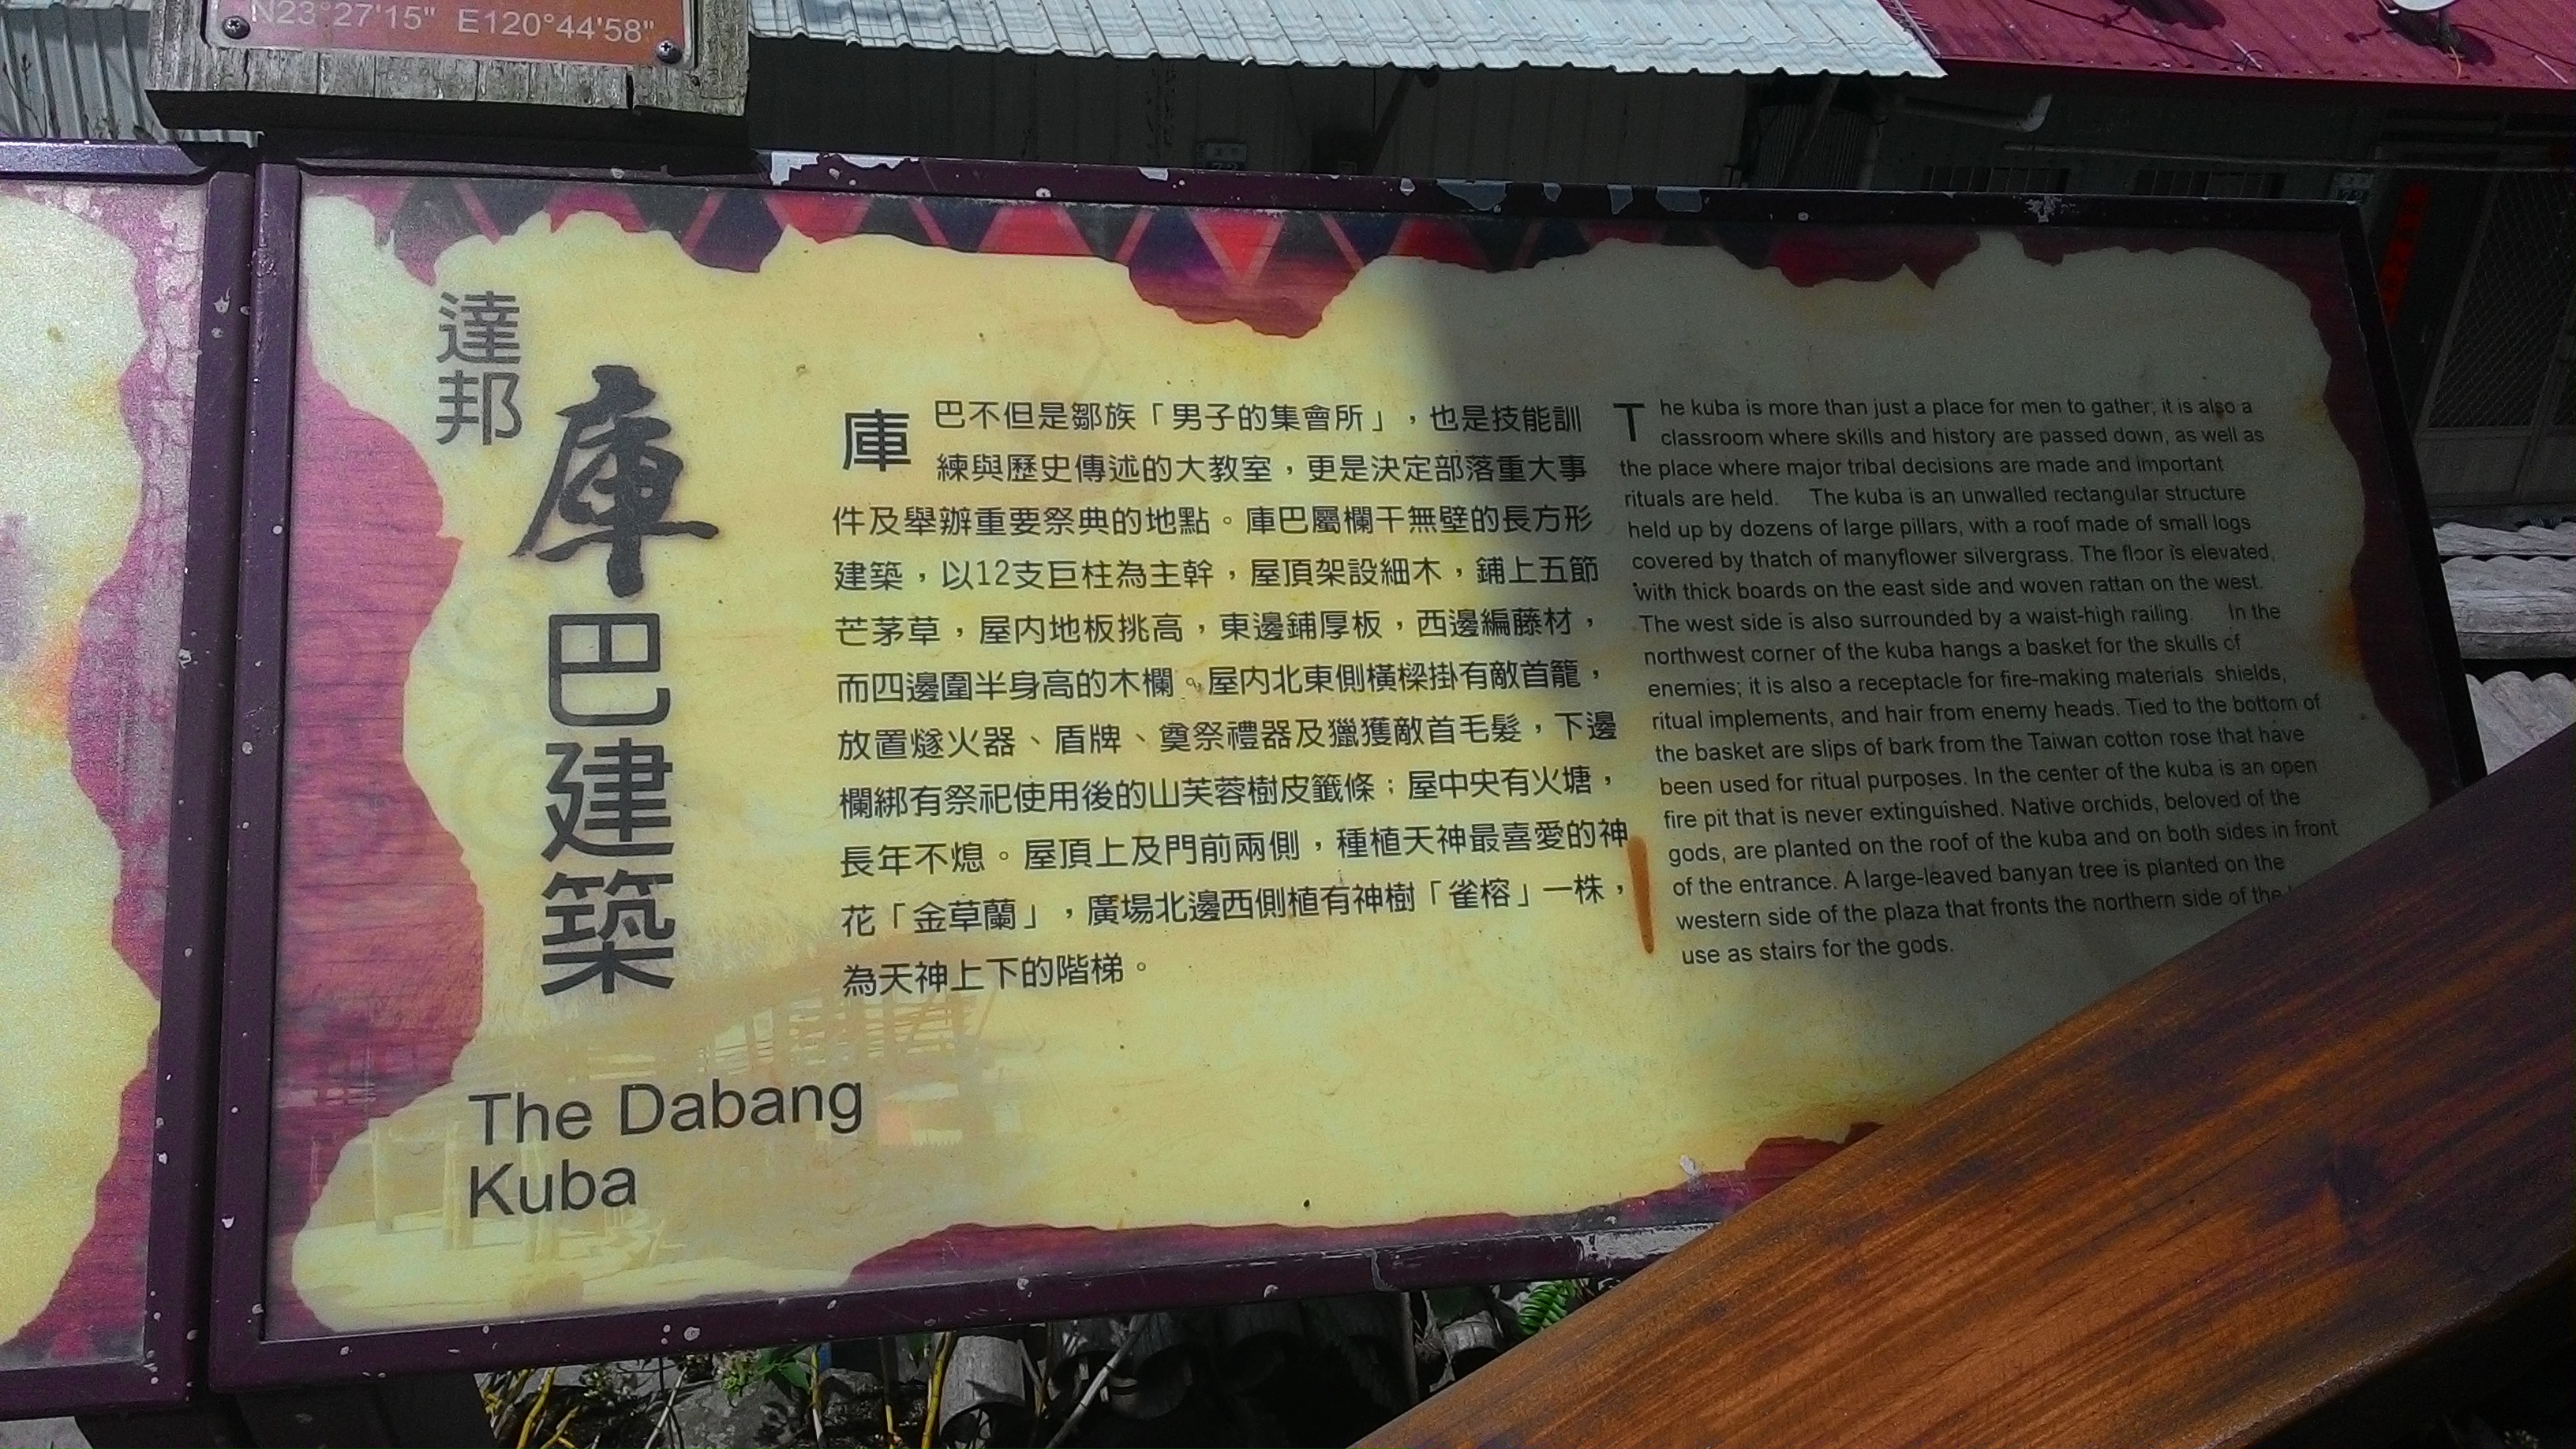 N23°27'15" E120°44'58"
達邦
庫巴建築
The Dabang
Kuba
庫巴不但是鄒族「男子的集會所」，也是技能訓
練與歷史傳述的大教室，更是決定部落重大事
件及舉辦重要祭典的地點。庫巴屬欄干無壁的長方形
建築，以12支巨柱為主幹，屋頂架設細木，鋪上五節
芒茅草，屋內地板挑高，東邊鋪厚板，西邊編藤材，
而四邊圍半身高的木欄。屋內北東側橫樑掛有敵首籠，
放置燧火器、盾牌、奠祭禮器及獵獲敵首毛髮，下邊
欄綁有祭祀使用後的山芙蓉樹皮籤條；屋中央有火塘，
長年不熄。屋頂上及門前兩側，種植天神最喜愛的神
花「金草蘭」，廣場北邊西側植有神樹「雀榕」一株，
為天神上下的階梯。
The kuba is more than just a place for men to gather; it is also a
classroom where skills and history are passed down, as well as
the place where major tribal decisions are made and important
rituals are held. The kuba is an unwalled rectangular structure
held up by dozens of large pillars, with a roof made of small logs
covered by thatch of manyflower silvergrass. The floor is elevated,
with thick boards on the east side and woven rattan on the west.
The west side is also surrounded by a waist-high railing. In the
northwest corner of the kuba hangs a basket for the skulls of
enemies; it is also a receptacle for fire-making materials shields,
ritual implements, and hair from enemy heads. Tied to the bottom of
the basket are slips of bark from the Taiwan cotton rose that have
been used for ritual purposes. In the center of the kuba is an open
fire pit that is never extinguished. Native orchids, beloved of the
gods, are planted on the roof of the kuba and on both sides in front
of the entrance. A large-leaved banyan tree is planted on the
western side of the plaza that fronts the northern side of the
use as stairs for the gods.